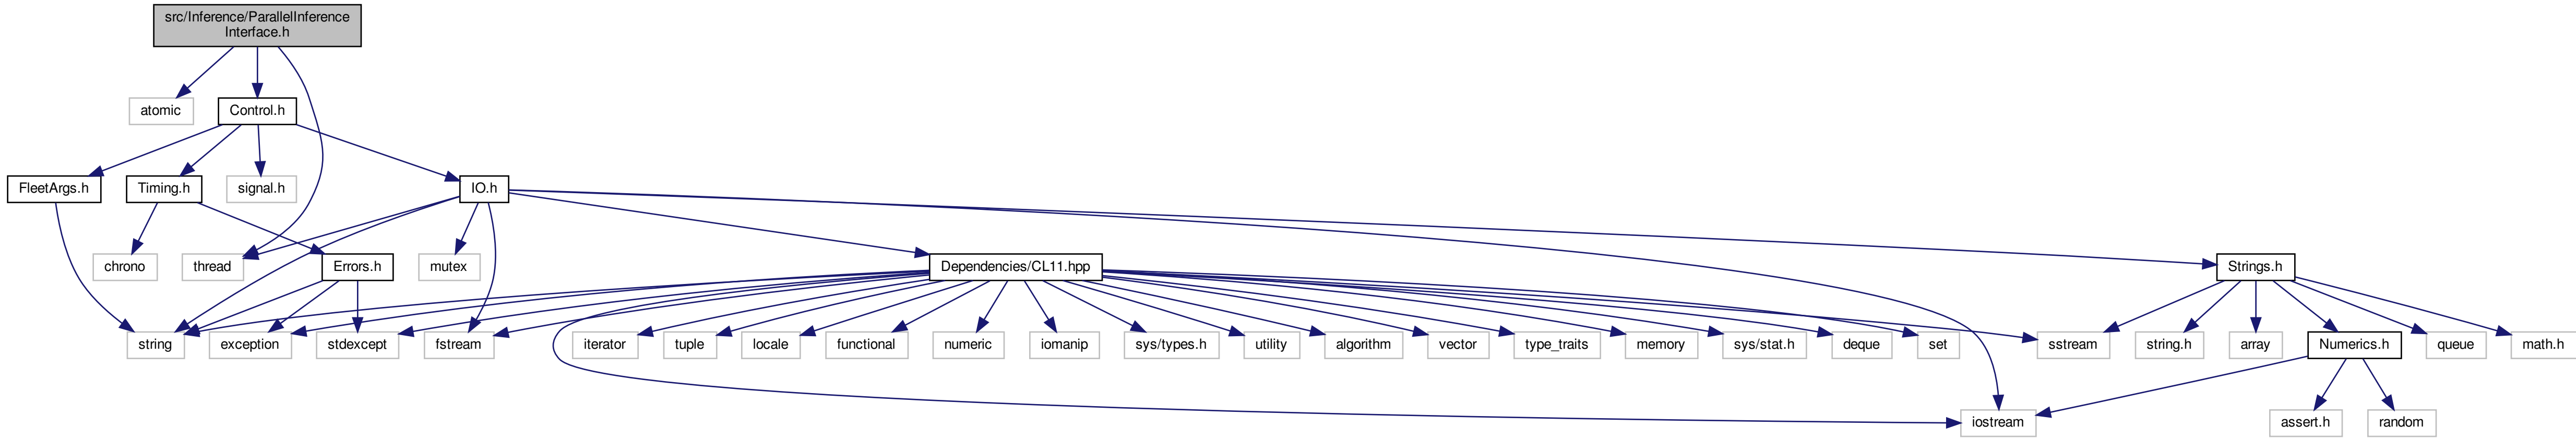 src/Inference/ParallelInference
Interface.h
atomic
Control.h
FleetArgs.h
Timing.h
signal.h
IO.h
chrono
thread
Errors.h
mutex
Dependencies/CL11.hpp
Strings.h
string
exception
stdexcept
fstream
iterator
tuple
locale
functional
numeric
iomanip
sys/types.h
utility
algorithm
vector
type_traits
memory
sys/stat.h
deque
set
sstream
string.h
array
Numerics.h
queue
math.h
iostream
assert.h
random